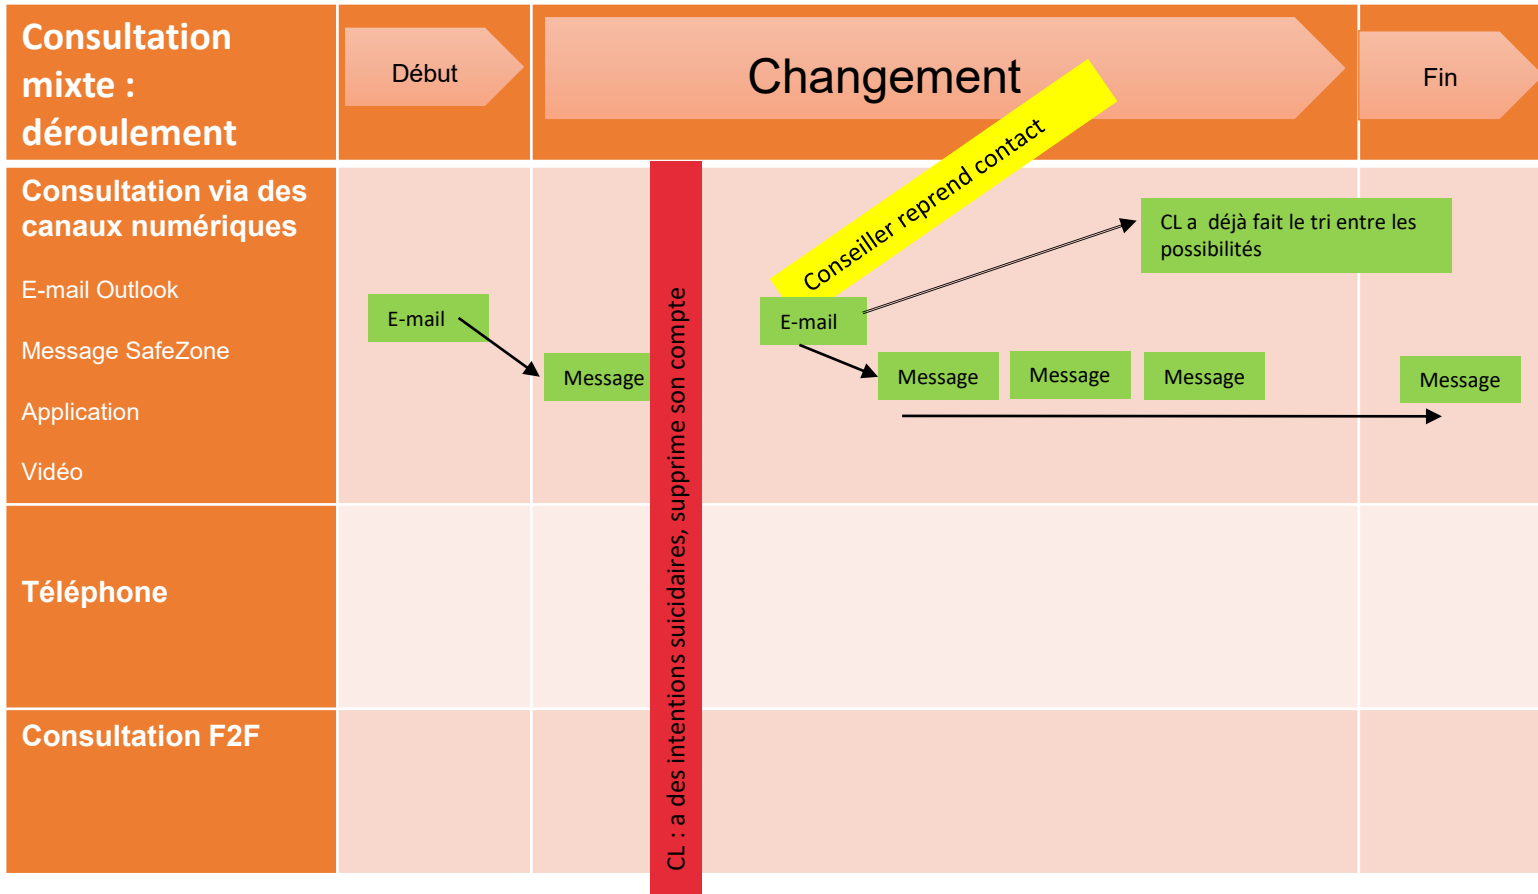 Consultation
mixte :
déroulement
Début
Changement
Fin
Consultation via des
canaux numériques
E-mail Outlook
Message SafeZone
Application
Vidéo
E-mail
Message
CL : a des intentions suicidaires, supprime son compte
Conseiller reprend contact
E-mail
CL a  déjà fait le tri entre les
possibilités
Message
Message
Message
Message
Téléphone
Consultation F2F